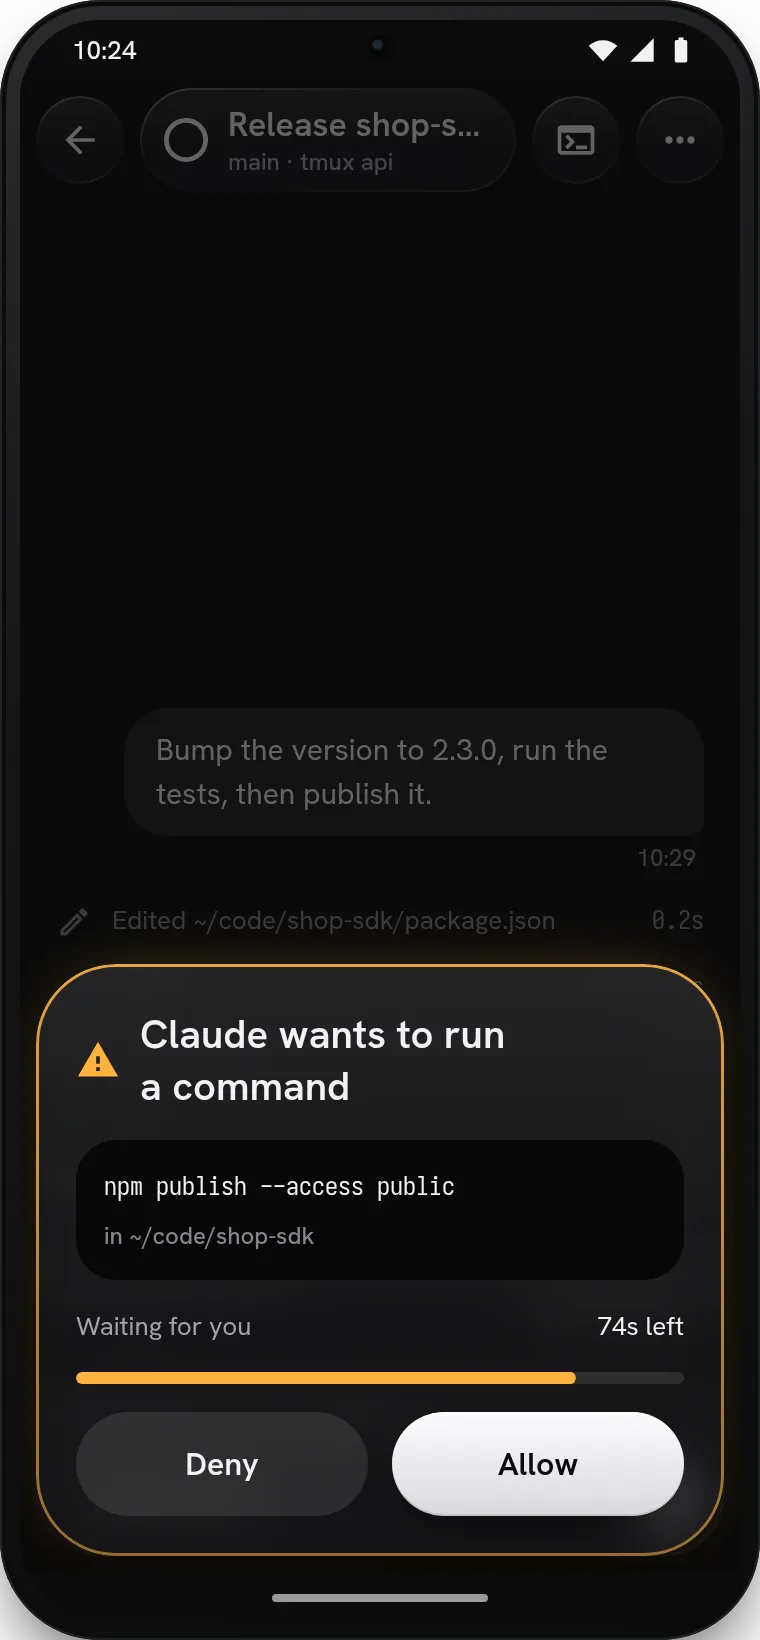 10:24
Release shop-s...
main · tmux api
Bump the version to 2.3.0, run the
tests, then publish it.
10:29
Edited ~/code/shop-sdk/package.json 0.2s
Claude wants to run
a command
npm publish --access public
in ~/code/shop-sdk
Waiting for you 74s left
Deny Allow